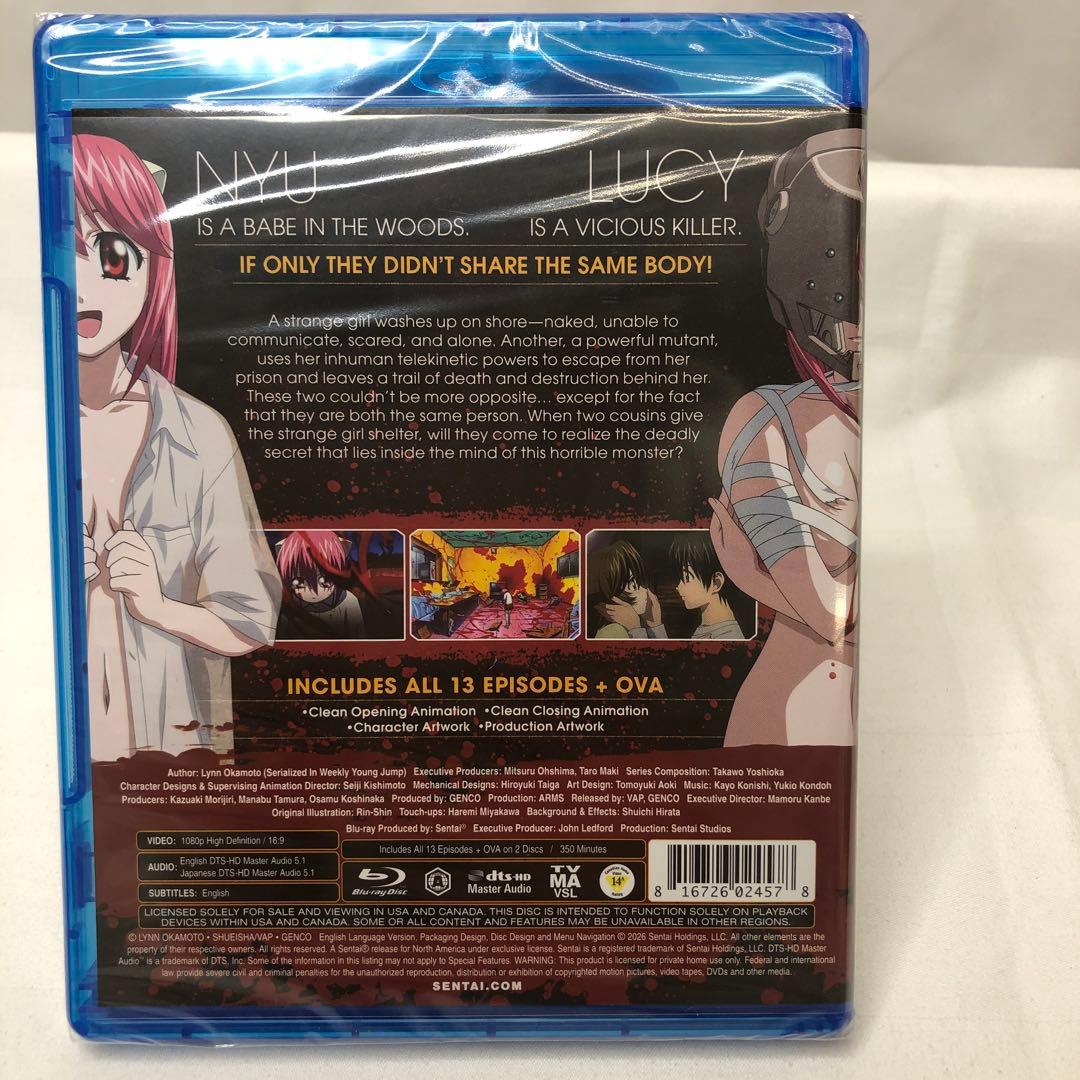 NYU
IS A BABE IN THE WOODS.
LUCY
IS A VICIOUS KILLER.
IF ONLY THEY DIDN'T SHARE THE SAME BODY!
A strange girl washes up on shore—naked, unable to
communicate, scared, and alone. Another, a powerful mutant,
uses her inhuman telekinetic powers to escape from her
prison and leaves a trail of death and destruction behind her.
These two couldn't be more opposite... except for the fact
that they are both the same person. When two cousins give
the strange girl shelter, will they come to realize the deadly
secret that lies inside the mind of this horrible monster?
INCLUDES ALL 13 EPISODES + OVA
•Clean Opening Animation •Clean Closing Animation
•Character Artwork •Production Artwork
Author: Lynn Okamoto (Serialized In Weekly Young Jump) Executive Producers: Mitsuru Ohshima, Taro Maki Series Composition: Takawo Yoshioka
Character Designs & Supervising Animation Director: Seiji Kishimoto Mechanical Designs: Hiroyuki Taiga Art Design: Tomoyuki Aoki Music: Kayo Konishi, Yukio Kondoh
Producers: Kazuaki Morijiri, Manabu Tamura, Osamu Koshinaka Produced by: GENCO Production: ARMS Released by: VAP, GENCO Executive Director: Mamoru Kanbe
Original Illustration: Rin-Shin Touch-ups: Haremi Miyakawa Background & Effects: Shuichi Hirata
Blu-ray Produced by: Sentai® Executive Producer: John Ledford Production: Sentai Studios
VIDEO: 1080p High Definition / 16:9
AUDIO: English DTS-HD Master Audio 5.1
Japanese DTS-HD Master Audio 5.1
SUBTITLES: English
Includes All 13 Episodes + OVA on 2 Discs / 350 Minutes
Blu-ray Disc
A
dts-HD
Master Audio
TV
MA
VSL
14+
8 16726 02457 8
LICENSED SOLELY FOR SALE AND VIEWING IN USA AND CANADA. THIS DISC IS INTENDED TO FUNCTION SOLELY ON PLAYBACK
DEVICES WITHIN USA AND CANADA. SOME OR ALL CONTENT AND FEATURES MAY BE UNAVAILABLE IN OTHER REGIONS.
© LYNN OKAMOTO • SHUEISHA/VAP • GENCO English Language Version, Packaging Design, Disc Design and Menu Navigation © 2026 Sentai Holdings, LLC. All other elements are the
property of their respective owners. All rights reserved. A Sentai® release for North America under exclusive license. Sentai is a registered trademark of Sentai Holdings, LLC. DTS-HD Master
Audio™ is a trademark of DTS, Inc. Some of the information in this listing may not apply to Special Features. WARNING: This product is licensed for private home use only. Federal and international
law provide severe civil and criminal penalties for the unauthorized reproduction, distribution or exhibition of copyrighted motion pictures, video tapes, DVDs and other media.
SENTAI.COM